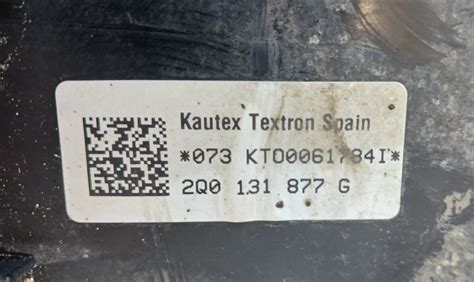 Kautex Textron Spain
*073 KT00061784I*
2Q0 131 877 G